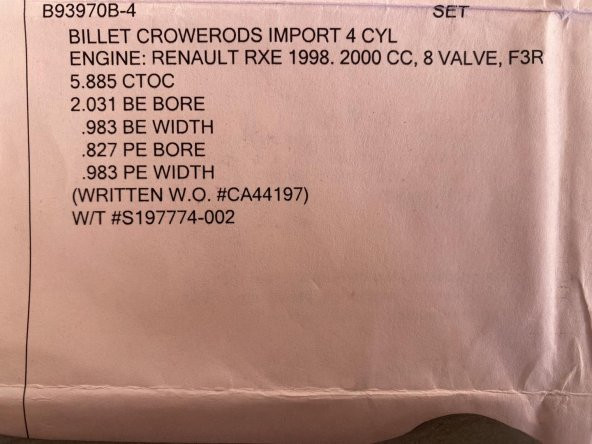 B93970B-4 SET
BILLET CROWERODS IMPORT 4 CYL
ENGINE: RENAULT RXE 1998. 2000 CC, 8 VALVE, F3R
5.885 CTOC
2.031 BE BORE
.983 BE WIDTH
.827 PE BORE
.983 PE WIDTH
(WRITTEN W.O. #CA44197)
W/T #S197774-002